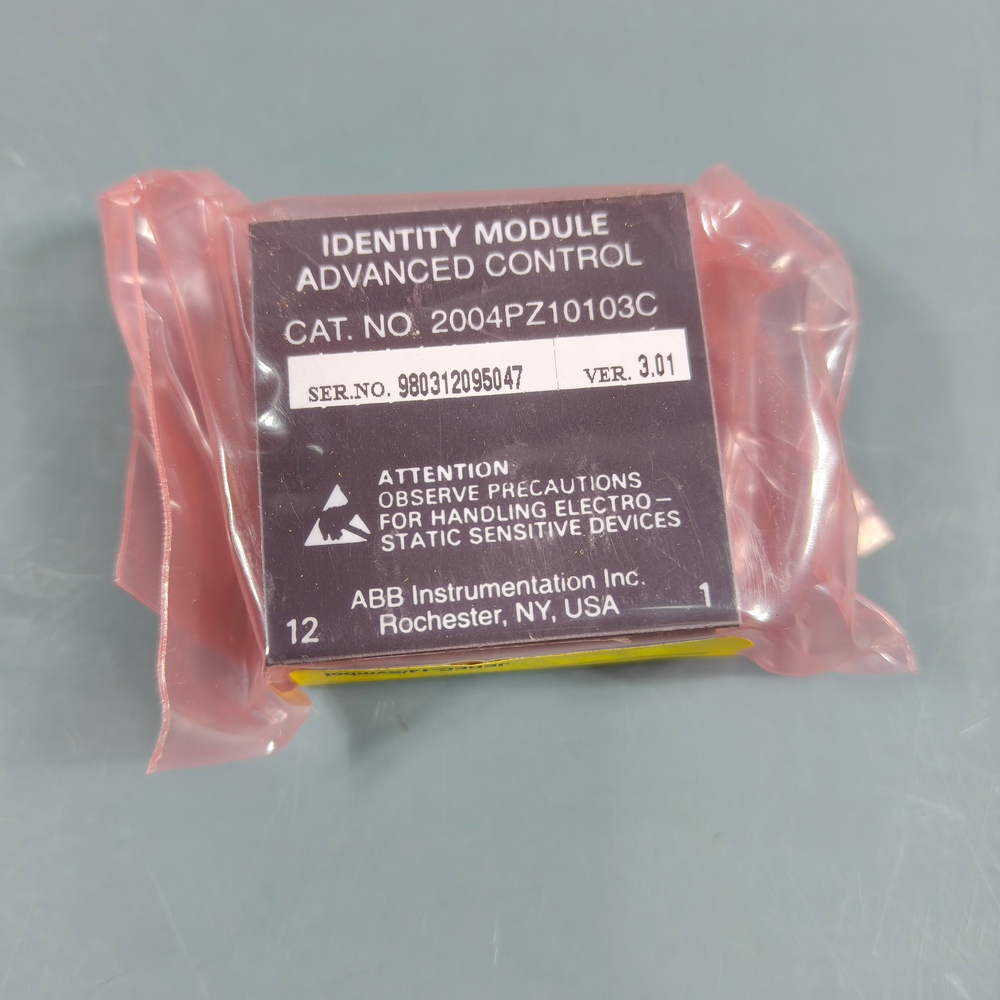 IDENTITY MODULE
ADVANCED CONTROL
CAT. NO. 2004PZ10103C
SER.NO. 980312095047 VER. 3.01
ATTENTION
OBSERVE PRECAUTIONS
FOR HANDLING ELECTRO-
STATIC SENSITIVE DEVICES
ABB Instrumentation Inc.
12 Rochester, NY, USA 1